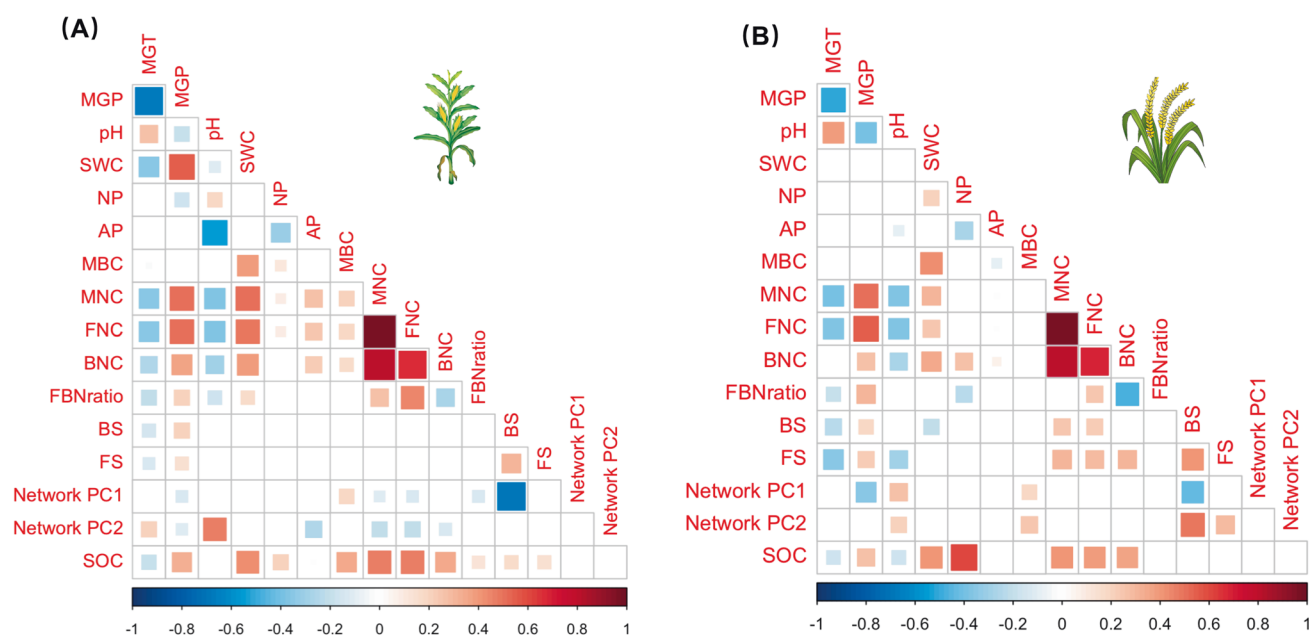 (A)
MGT
MGP
pH
SWC
NP
AP
MBC
MNC
FNC
BNC
FBNratio
BS
FS
Network PC1
Network PC2
MGP
pH
SWC
NP
AP
MBC
MNC
FNC
BNC
FBNratio
BS
FS
Network PC1
Network PC2
SOC
-1 -0.8 -0.6 -0.4 -0.2 0 0.2 0.4 0.6 0.8 1
(B)
MGT
MGP
pH
SWC
NP
AP
MBC
MNC
FNC
BNC
FBNratio
BS
FS
Network PC1
Network PC2
MGP
pH
SWC
NP
AP
MBC
MNC
FNC
BNC
FBNratio
BS
FS
Network PC1
Network PC2
SOC
-1 -0.8 -0.6 -0.4 -0.2 0 0.2 0.4 0.6 0.8 1